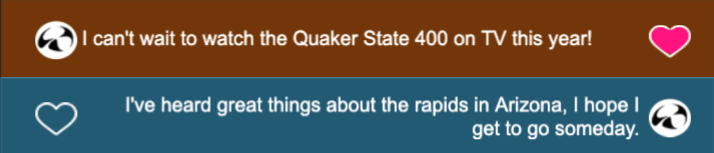 I can't wait to watch the Quaker State 400 on TV this year!
I've heard great things about the rapids in Arizona, I hope I
get to go someday.